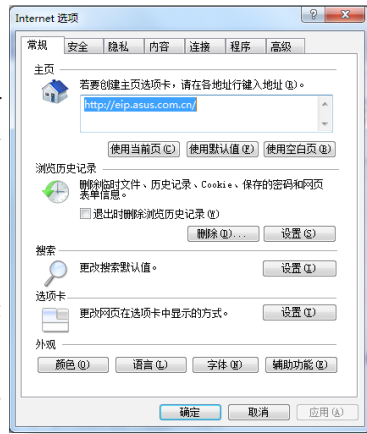 Internet 选项
常规 安全 隐私 内容 连接 程序 高级
主页
若要创建主页选项卡，请在各地址行键入地址(R)。
http://eip.asus.com.cn/
使用当前页(C) 使用默认值(F) 使用空白页(B)
浏览历史记录
删除临时文件、历史记录、Cookie、保存的密码和网页
表单信息。
退出时删除浏览历史记录(W)
删除(D)... 设置(S)
搜索
更改搜索默认值。 设置(I)
选项卡
更改网页在选项卡中显示的方式。 设置(T)
外观
颜色(O) 语言(L) 字体(N) 辅助功能(E)
确定 取消 应用(A)